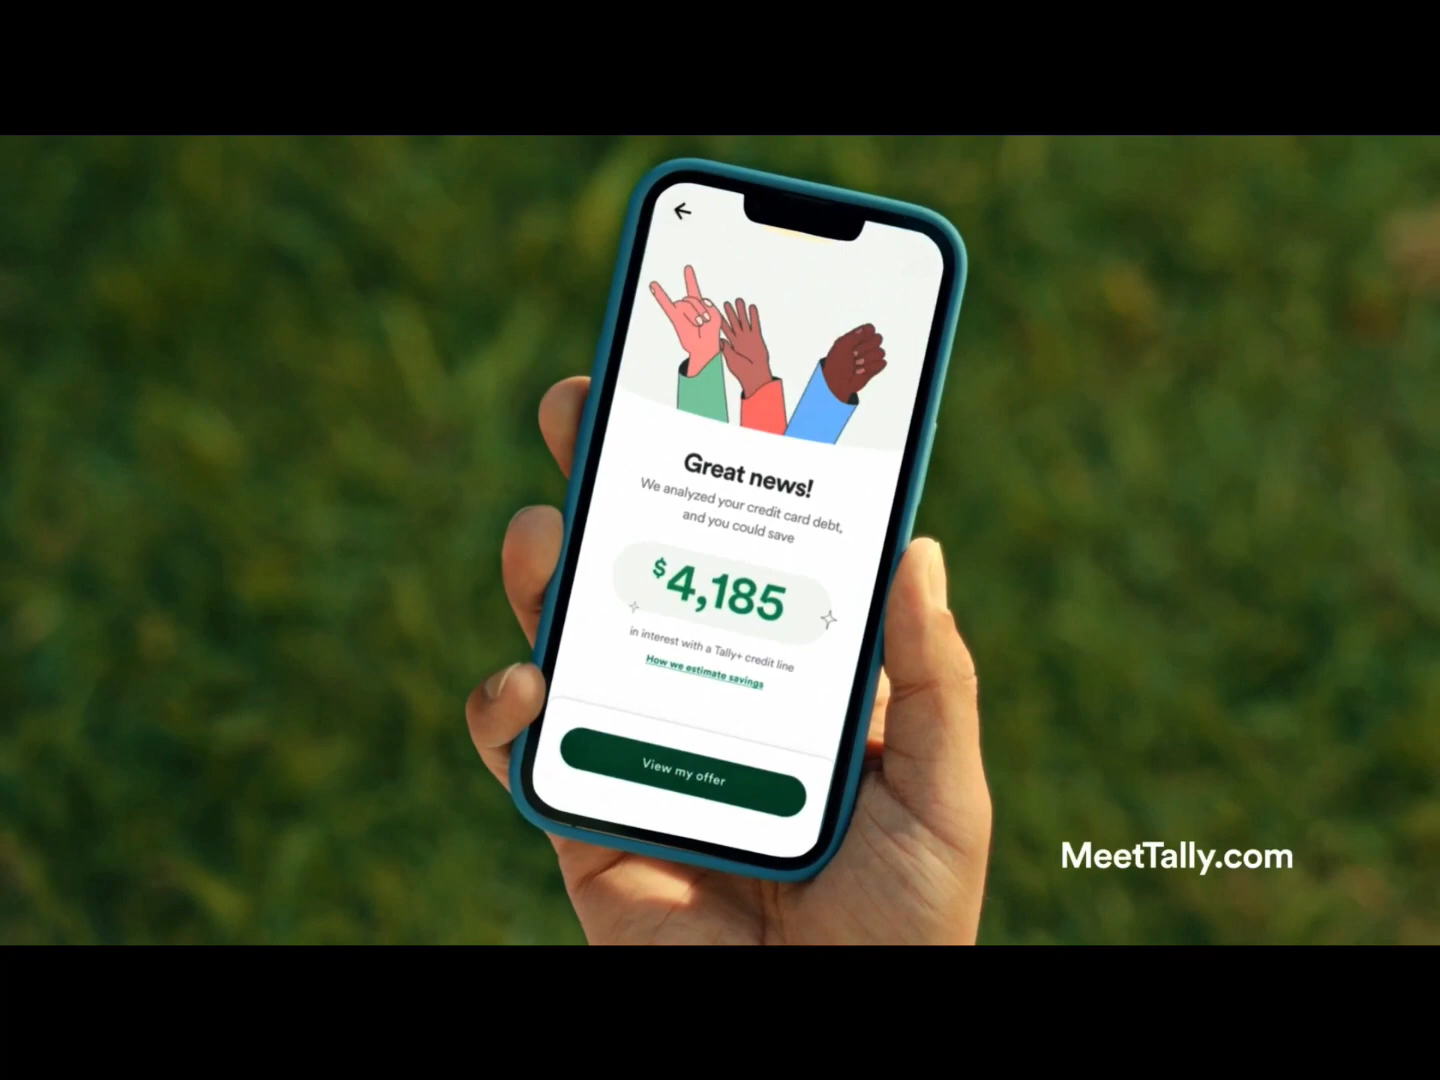 Great news!
We analyzed your credit card debt,
and you could save
$4,185
in interest with a Tally+ credit line
How we estimate savings
View my offer
MeetTally.com